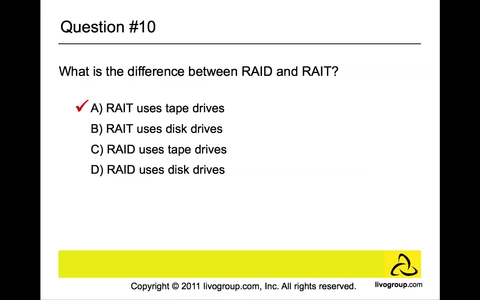 Question #10
What is the difference between RAID and RAIT?
A) RAIT uses tape drives
B) RAIT uses disk drives
C) RAID uses tape drives
D) RAID uses disk drives
livogroup.com
Copyright © 2011 livogroup.com, Inc. All rights reserved.